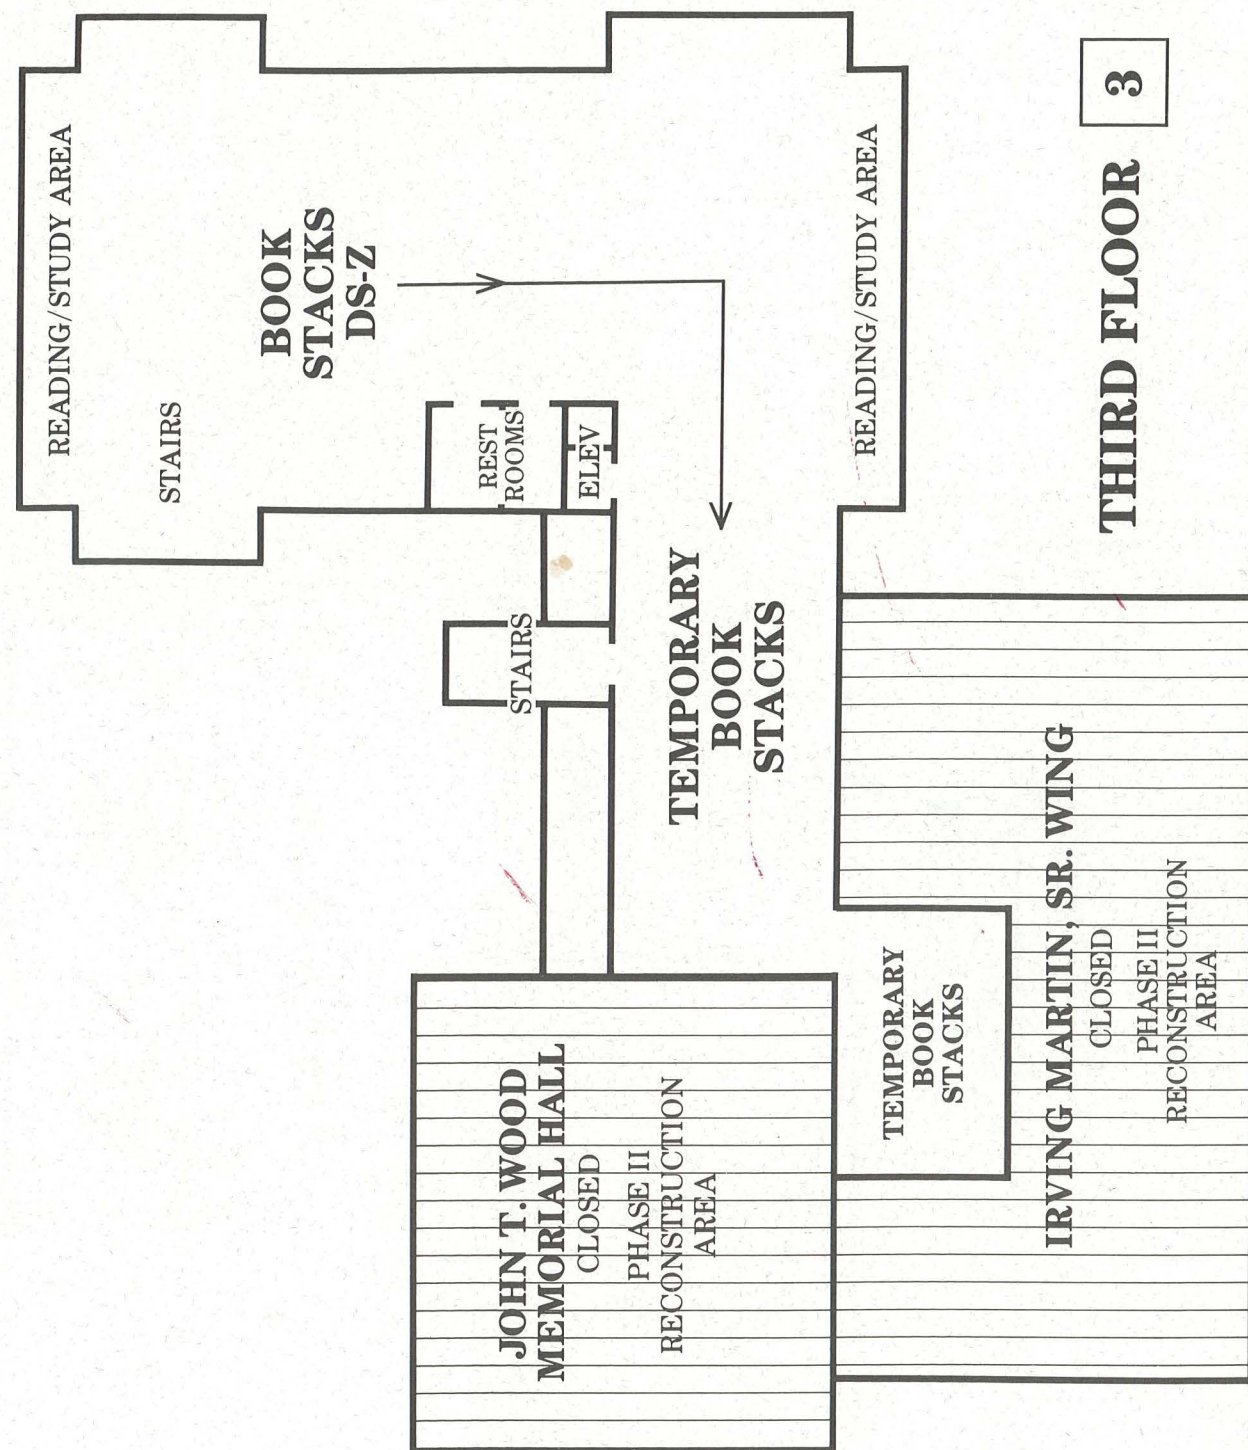 READING/STUDY AREA
STAIRS
BOOK
STACKS
DS-Z
REST
ROOMS
ELEV
READING/STUDY AREA
STAIRS
TEMPORARY
BOOK
STACKS
JOHN T. WOOD
MEMORIAL HALL
CLOSED
PHASE II
RECONSTRUCTION
AREA
TEMPORARY
BOOK
STACKS
IRVING MARTIN, SR. WING
CLOSED
PHASE II
RECONSTRUCTION
AREA
THIRD FLOOR 3